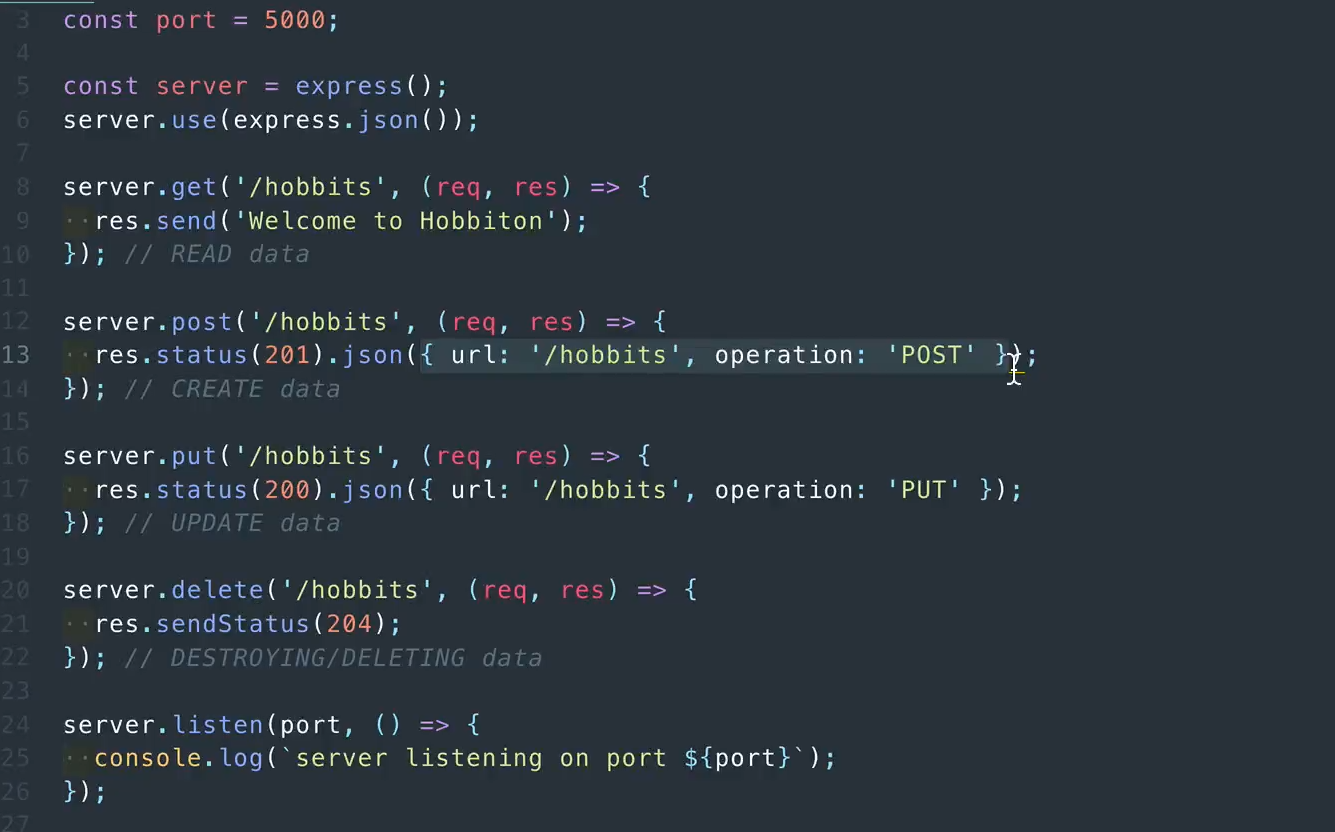 3 const port = 5000;
4
5 const server = express();
6 server.use(express.json());
7
8 server.get('/hobbits', (req, res) => {
9 ··res.send('Welcome to Hobbiton');
10 }); // READ data
11
12 server.post('/hobbits', (req, res) => {
13 ··res.status(201).json({ url: '/hobbits', operation: 'POST' });
14 }); // CREATE data
15
16 server.put('/hobbits', (req, res) => {
17 ··res.status(200).json({ url: '/hobbits', operation: 'PUT' });
18 }); // UPDATE data
19
20 server.delete('/hobbits', (req, res) => {
21 ··res.sendStatus(204);
22 }); // DESTROYING/DELETING data
23
24 server.listen(port, () => {
25 ··console.log(`server listening on port ${port}`);
26 });
27